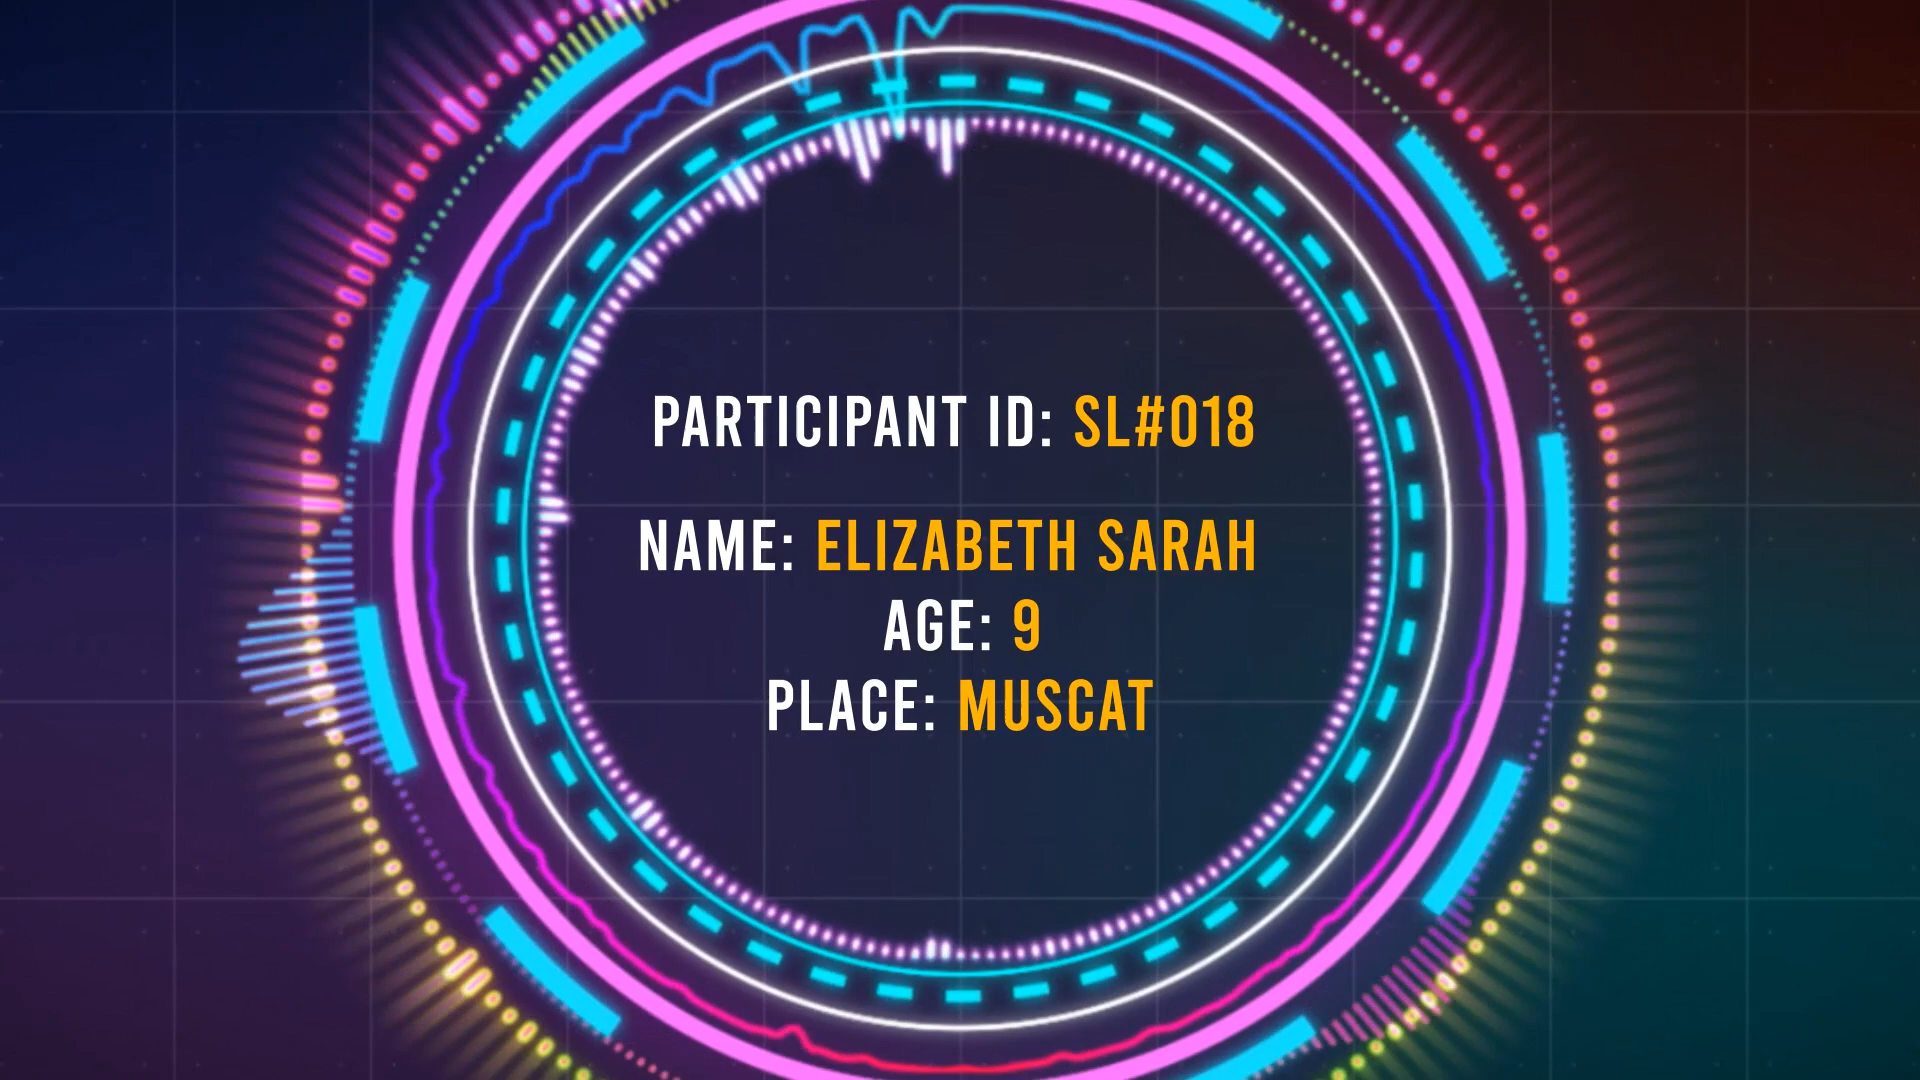 PARTICIPANT ID: SL#018
NAME: ELIZABETH SARAH
AGE: 9
PLACE: MUSCAT